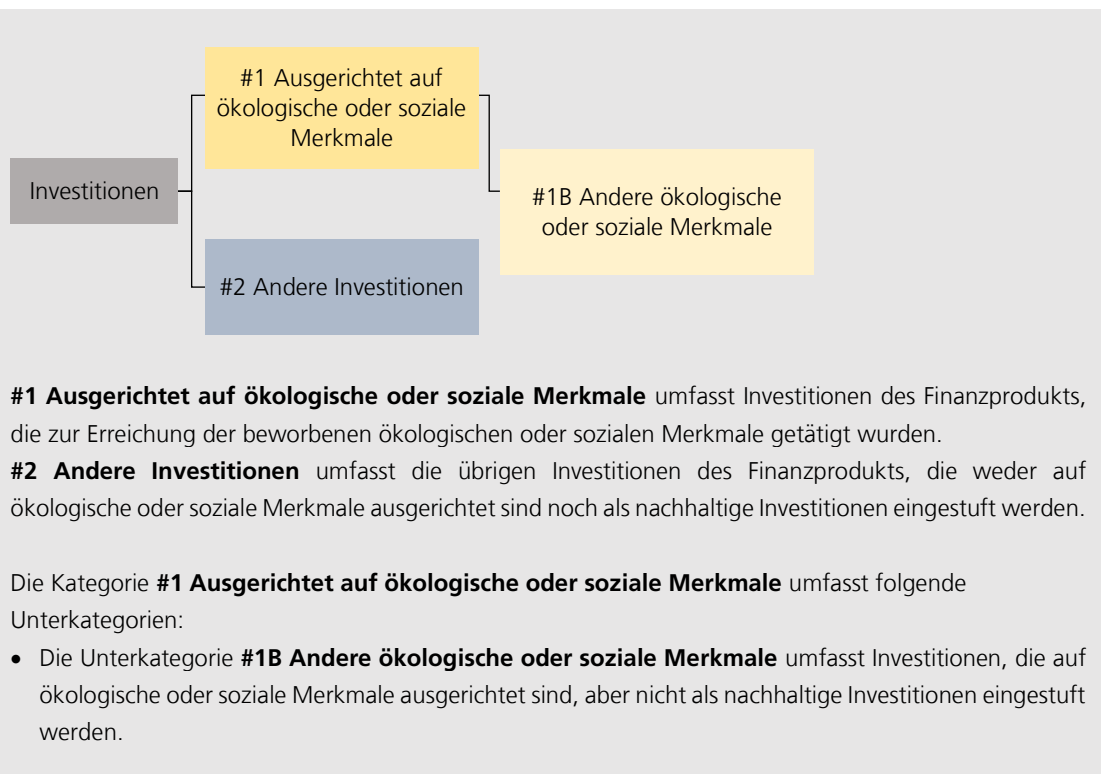 #1 Ausgerichtet auf
ökologische oder soziale
Merkmale
Investitionen
#1B Andere ökologische
oder soziale Merkmale
#2 Andere Investitionen
#1 Ausgerichtet auf ökologische oder soziale Merkmale umfasst Investitionen des Finanzprodukts,
die zur Erreichung der beworbenen ökologischen oder sozialen Merkmale getätigt wurden.
#2 Andere Investitionen umfasst die übrigen Investitionen des Finanzprodukts, die weder auf
ökologische oder soziale Merkmale ausgerichtet sind noch als nachhaltige Investitionen eingestuft werden.
Die Kategorie #1 Ausgerichtet auf ökologische oder soziale Merkmale umfasst folgende
Unterkategorien:
• Die Unterkategorie #1B Andere ökologische oder soziale Merkmale umfasst Investitionen, die auf
ökologische oder soziale Merkmale ausgerichtet sind, aber nicht als nachhaltige Investitionen eingestuft
werden.